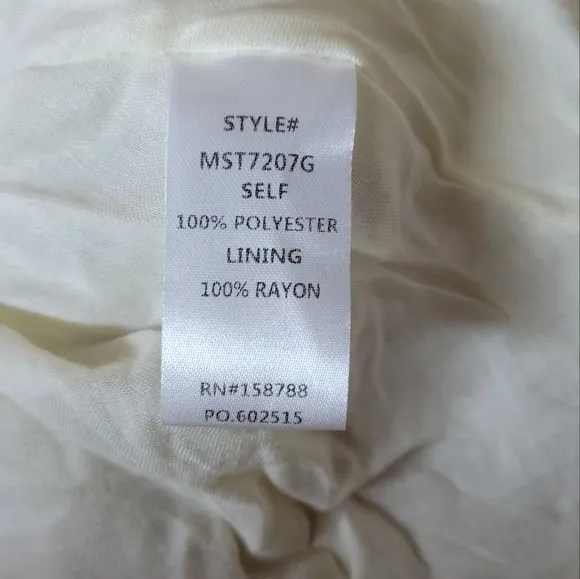 STYLE#
MST7207G
SELF
100% POLYESTER
LINING
100% RAYON
RN#158788
PO.602515